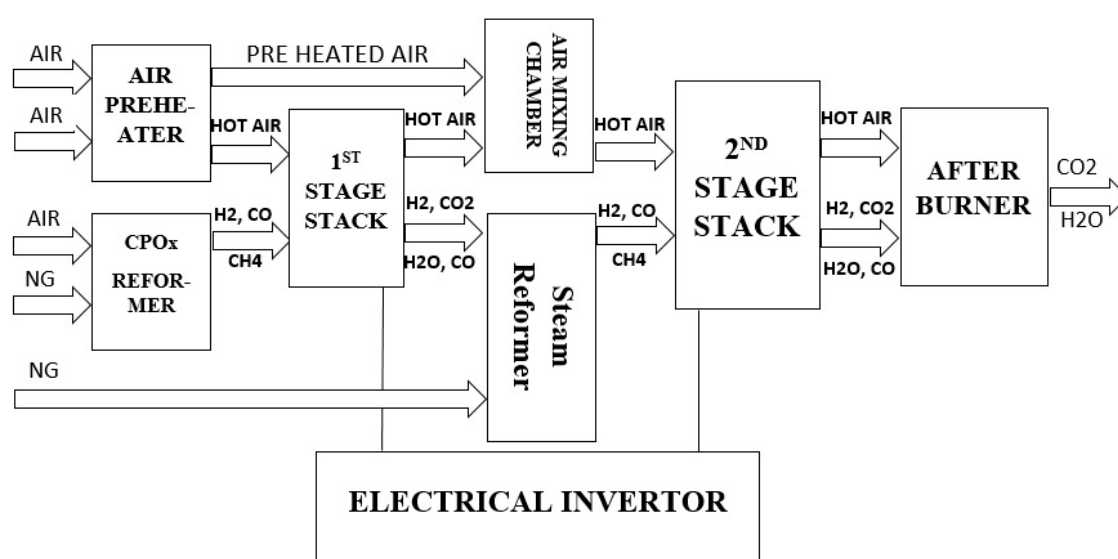 AIR
AIR
AIR
PREHE-
ATER
PRE HEATED AIR
HOT AIR
AIR MIXING
CHAMBER
1ST
STAGE
STACK
HOT AIR
HOT AIR
2ND
STAGE
STACK
HOT AIR
AFTER
BURNER
CO2
H2O
AIR
NG
CPOx
REFOR-
MER
H2, CO
CH4
H2, CO2
H2O, CO
Steam
Reformer
H2, CO
CH4
H2, CO2
H2O, CO
NG
ELECTRICAL INVERTOR